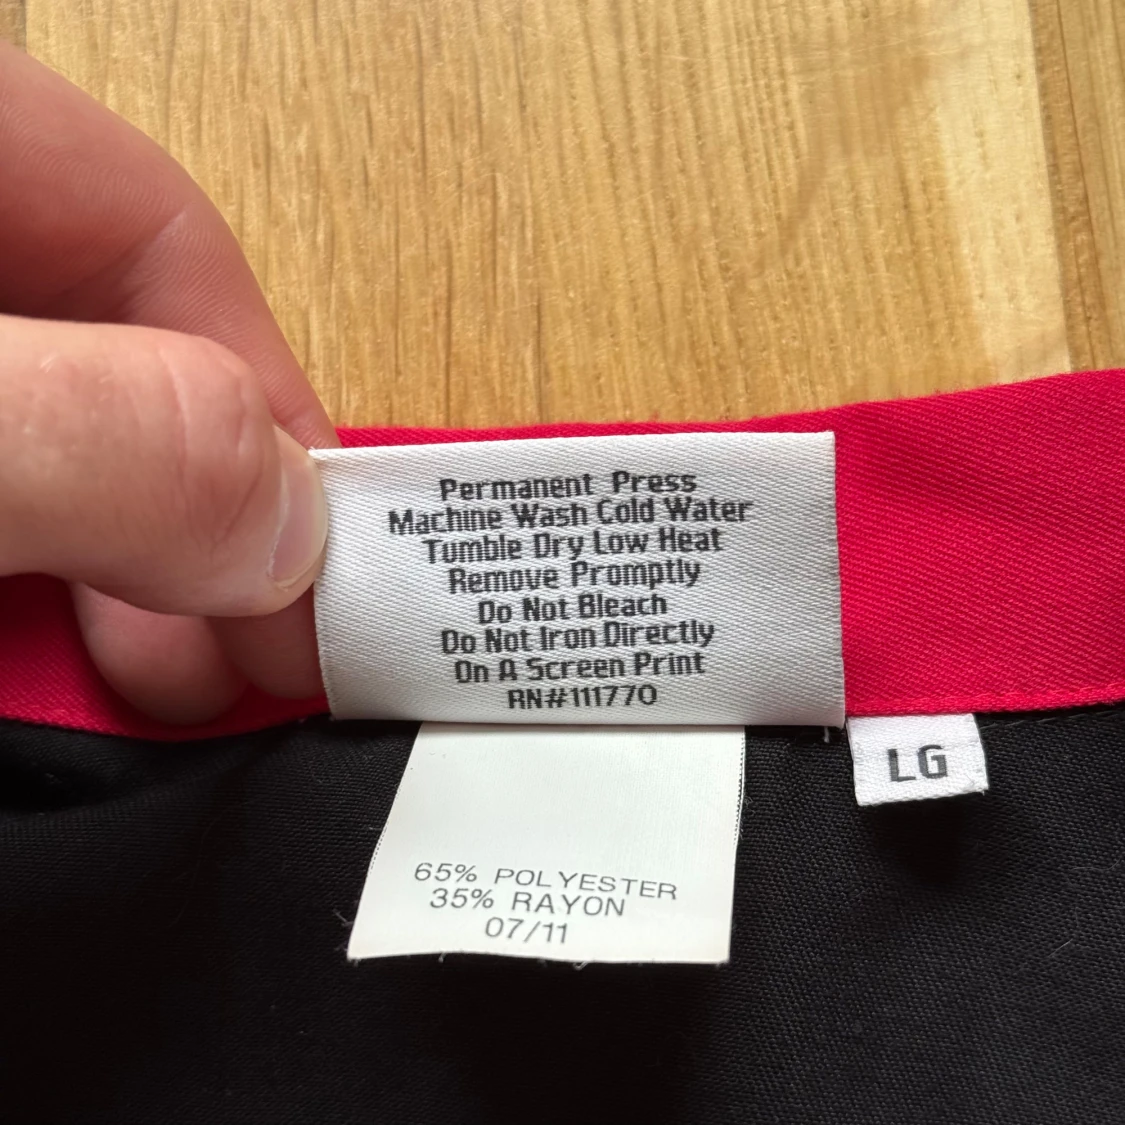 Permanent Press
Machine Wash Cold Water
Tumble Dry Low Heat
Remove Promptly
Do Not Bleach
Do Not Iron Directly
On A Screen Print
RN#111770
LG
65% POLYESTER
35% RAYON
07/11